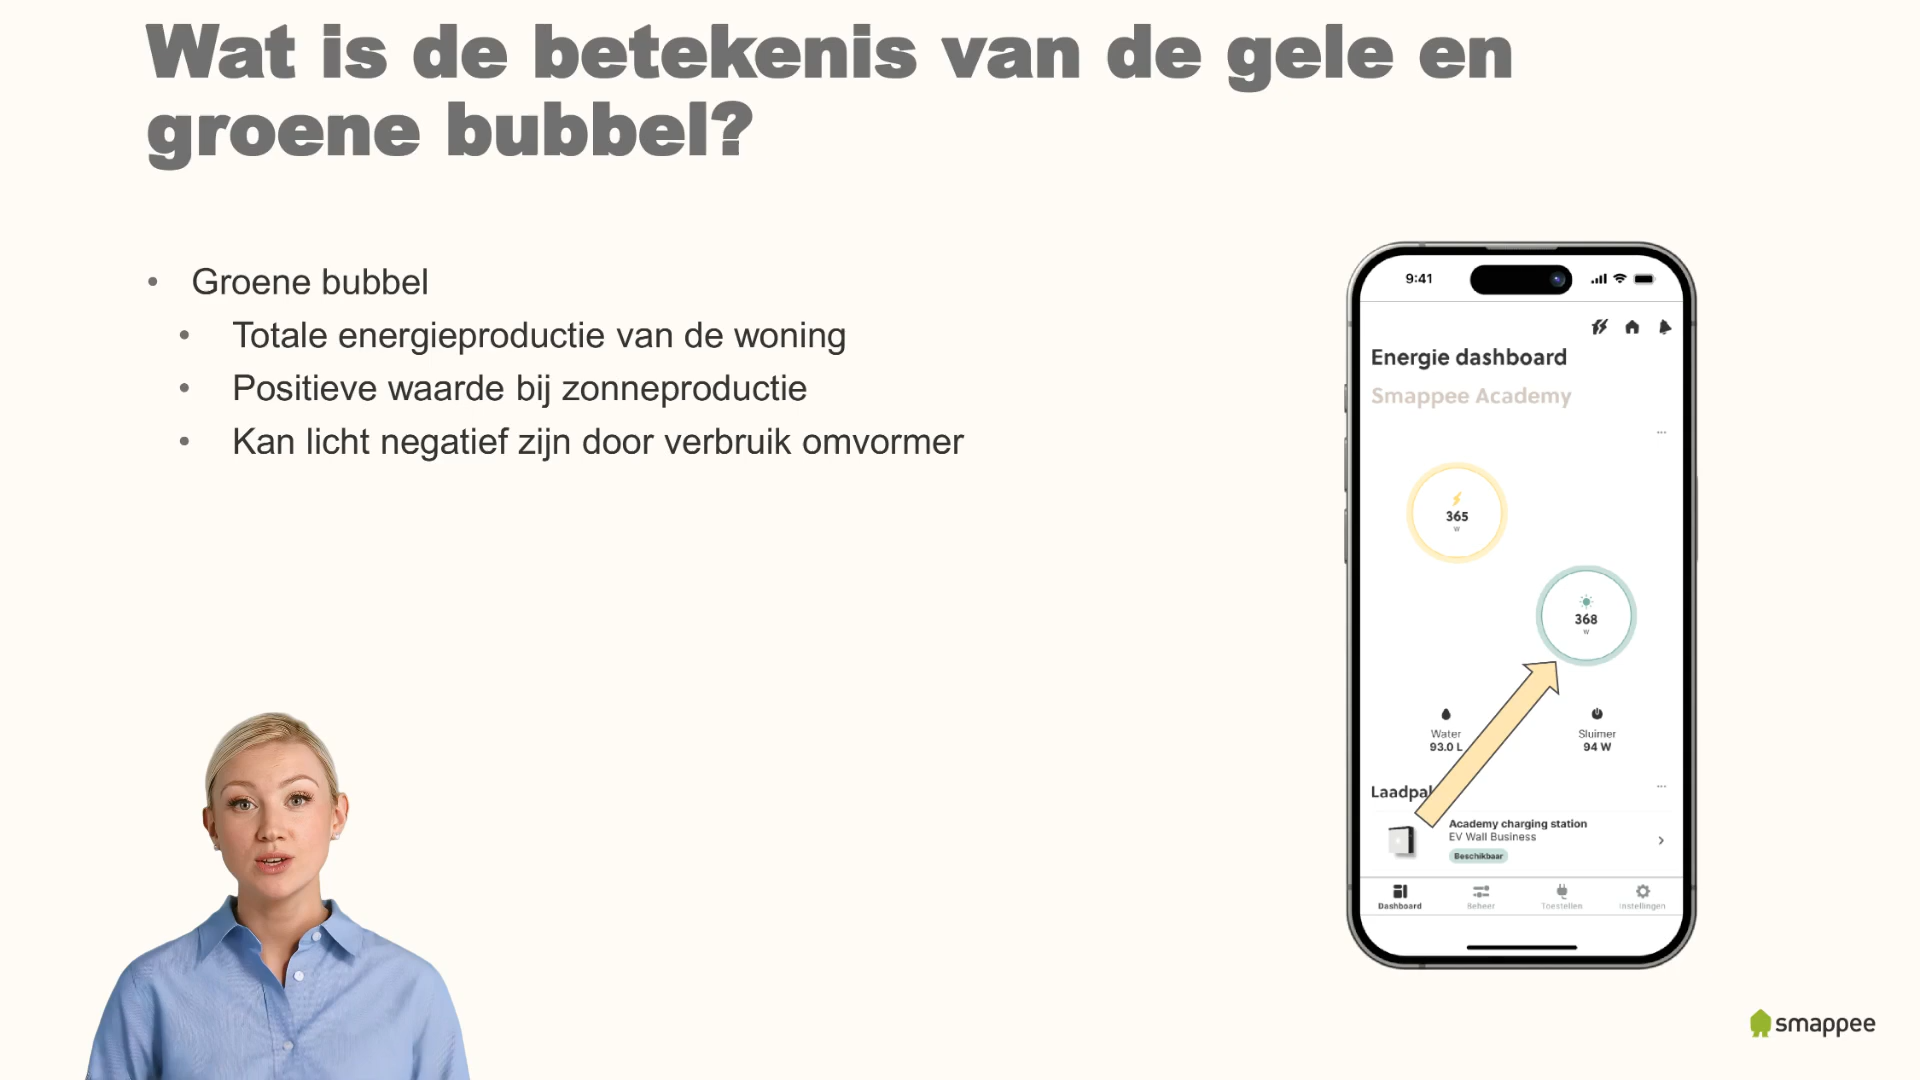 Wat is de betekenis van de gele en
groene bubbel?
• Groene bubbel
• Totale energieproductie van de woning
• Positieve waarde bij zonneproductie
• Kan licht negatief zijn door verbruik omvormer
9:41
Energie dashboard
Smappee Academy
...
365
W
368
W
Water
93.0 L
Sluimer
94 W
Laadpal
...
Academy charging station
EV Wall Business
Beschikbaar
Dashboard
Beheer
Toestellen
Instellingen
smappee